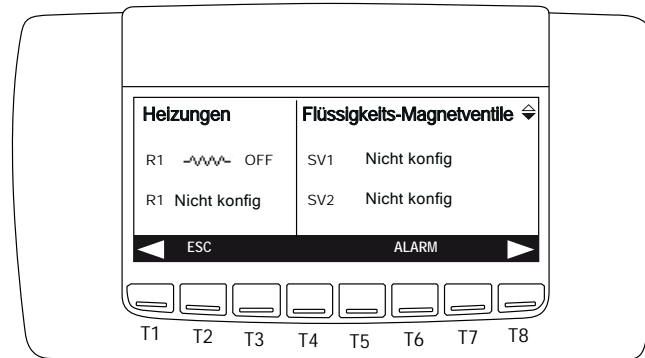 Heizungen
Flüssigkeits-Magnetventile
R1 OFF
SV1 Nicht konfig
R1 Nicht konfig
SV2 Nicht konfig
ESC
ALARM
T1 T2 T3 T4 T5 T6 T7 T8